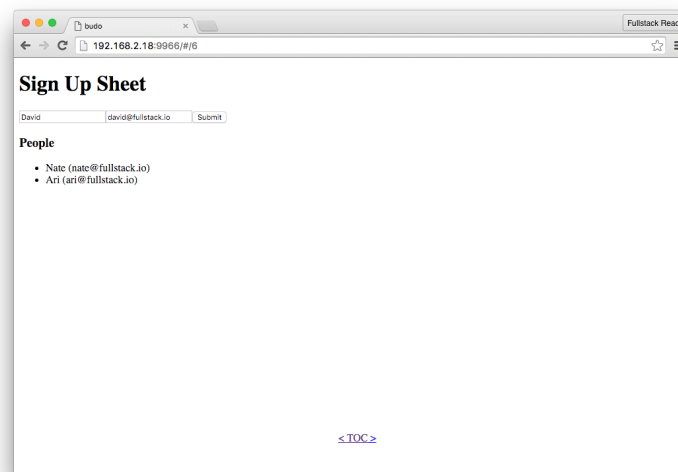 budo
Fullstack Reac
192.168.2.18:9966/#/6
Sign Up Sheet
David david@fullstack.io Submit
People
Nate (nate@fullstack.io)
Ari (ari@fullstack.io)
< TOC >